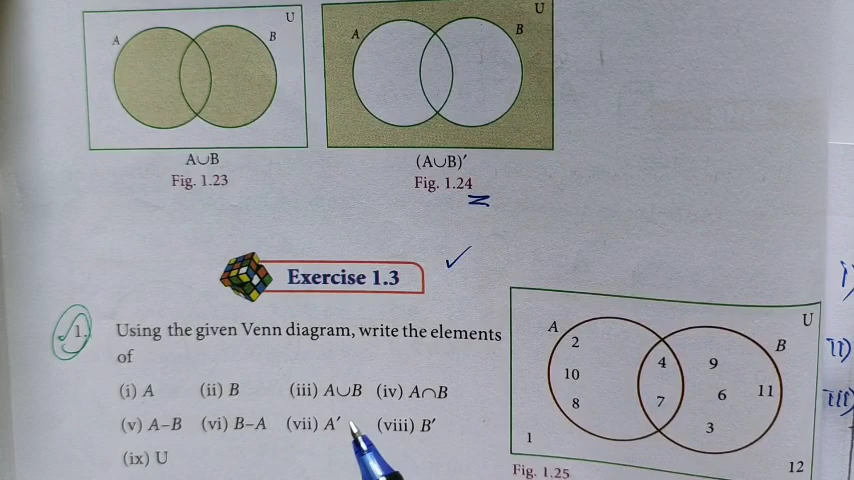 U
U
A
B
A
B
A∪B
(A∪B)′
Fig. 1.23
Fig. 1.24
Exercise 1.3
1. Using the given Venn diagram, write the elements
of
(i) A (ii) B (iii) A∪B (iv) A∩B
(v) A–B (vi) B–A (vii) A′ (viii) B′
(ix) U
U
A
B
2
4
9
10
6
11
8
7
3
1
12
Fig. 1.25
i)
ii)
iii)